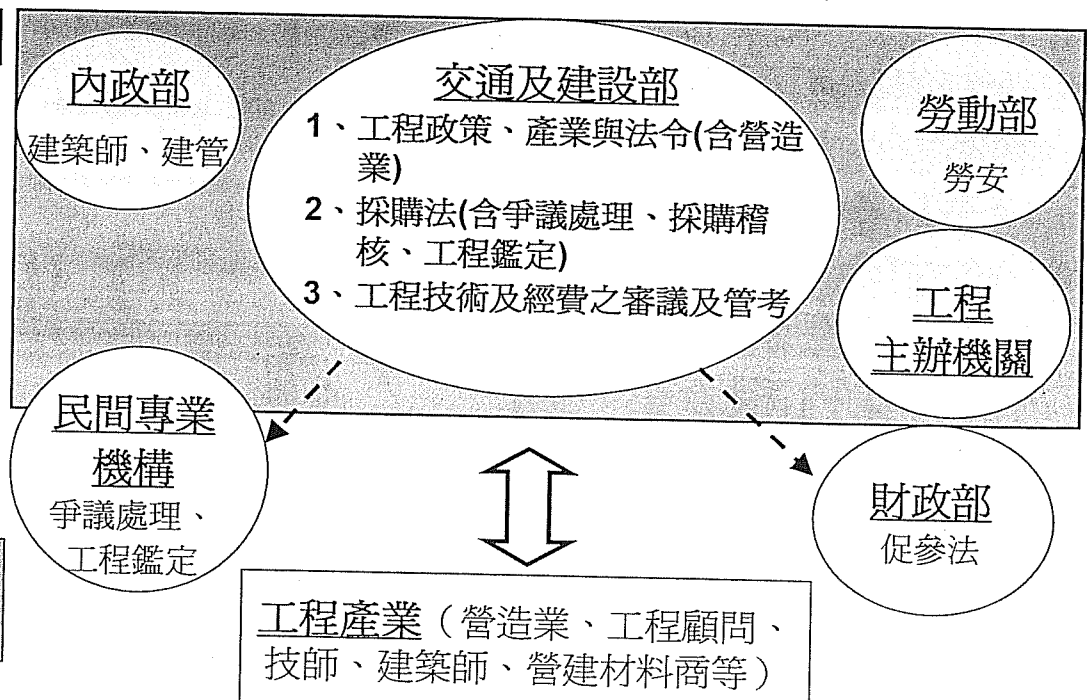 內政部
建築師、建管
交通及建設部
1、工程政策、產業與法令(含營造
業)
2、採購法(含爭議處理、採購稽
核、工程鑑定)
3、工程技術及經費之審議及管考
勞動部
勞安
工程
主辦機關
民間專業
機構
爭議處理、
工程鑑定
財政部
促參法
工程產業（營造業、工程顧問、
技師、建築師、營建材料商等）